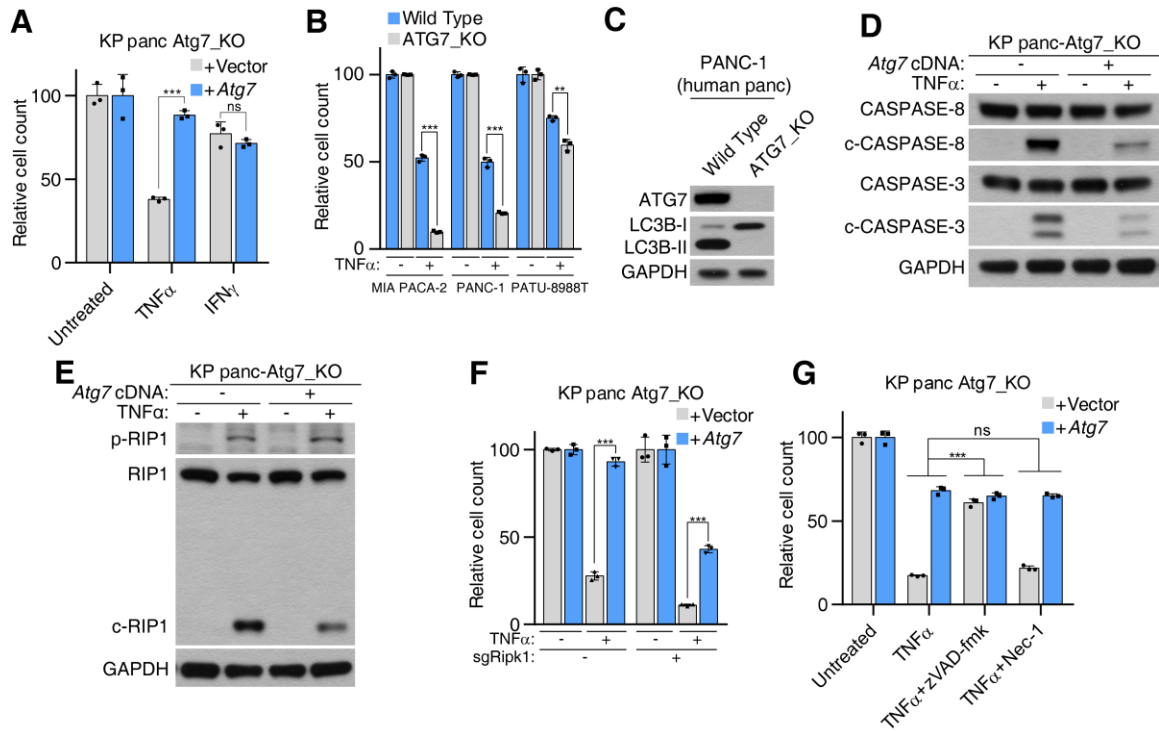 A
KP panc Atg7_KO
+Vector
+Atg7
Relative cell count
100
50
0
***
ns
Untreated
TNFα
IFNγ
B
Wild Type
ATG7_KO
Relative cell count
100
50
0
***
***
**
TNFα: - + - + - +
MIA PACA-2 PANC-1 PATU-8988T
C
PANC-1
(human panc)
Wild Type
ATG7_KO
ATG7
LC3B-I
LC3B-II
GAPDH
D
KP panc-Atg7_KO
Atg7 cDNA: - +
TNFα: - + - +
CASPASE-8
c-CASPASE-8
CASPASE-3
c-CASPASE-3
GAPDH
E
KP panc-Atg7_KO
Atg7 cDNA: - +
TNFα: - + - +
p-RIP1
RIP1
c-RIP1
GAPDH
F
KP panc Atg7_KO
+Vector
+Atg7
Relative cell count
100
50
0
***
***
TNFα: - + - +
sgRipk1: - +
G
KP panc Atg7_KO
+Vector
+Atg7
Relative cell count
100
50
0
ns
***
Untreated
TNFα
TNFα+zVAD-fmk
TNFα+Nec-1